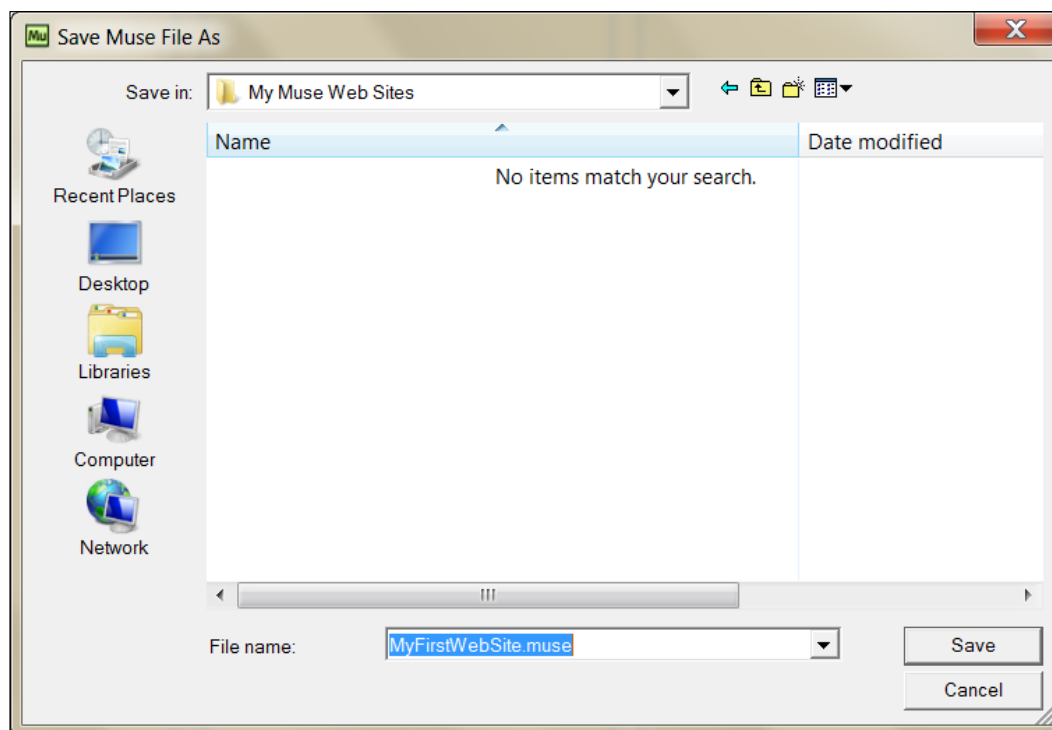 Mu Save Muse File As
X
Save in: My Muse Web Sites
Name Date modified
No items match your search.
Recent Places
Desktop
Libraries
Computer
Network
File name: MyFirstWebSite.muse Save
Cancel